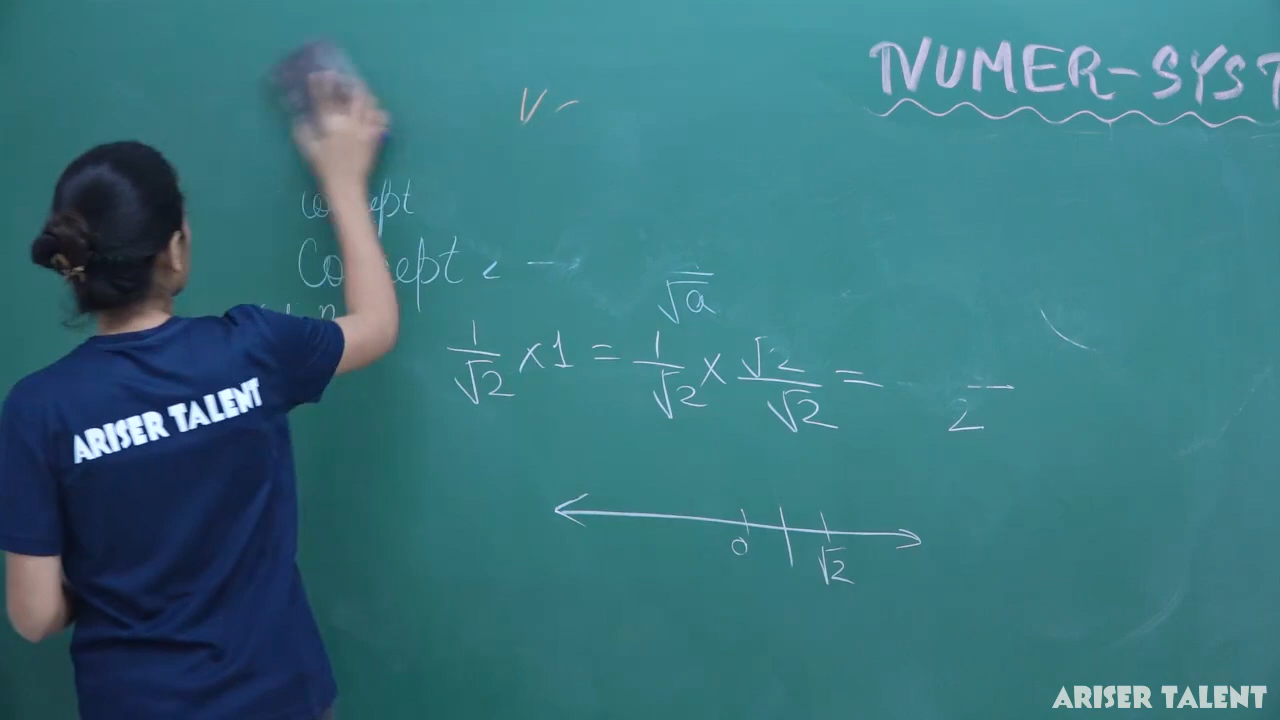 NUMER-SYST
V -
concept
Concept < -
√a
1/√2 × 1 = 1/√2 × √2/√2 =
2
0
√2
ARISER TALENT
ARISER TALENT